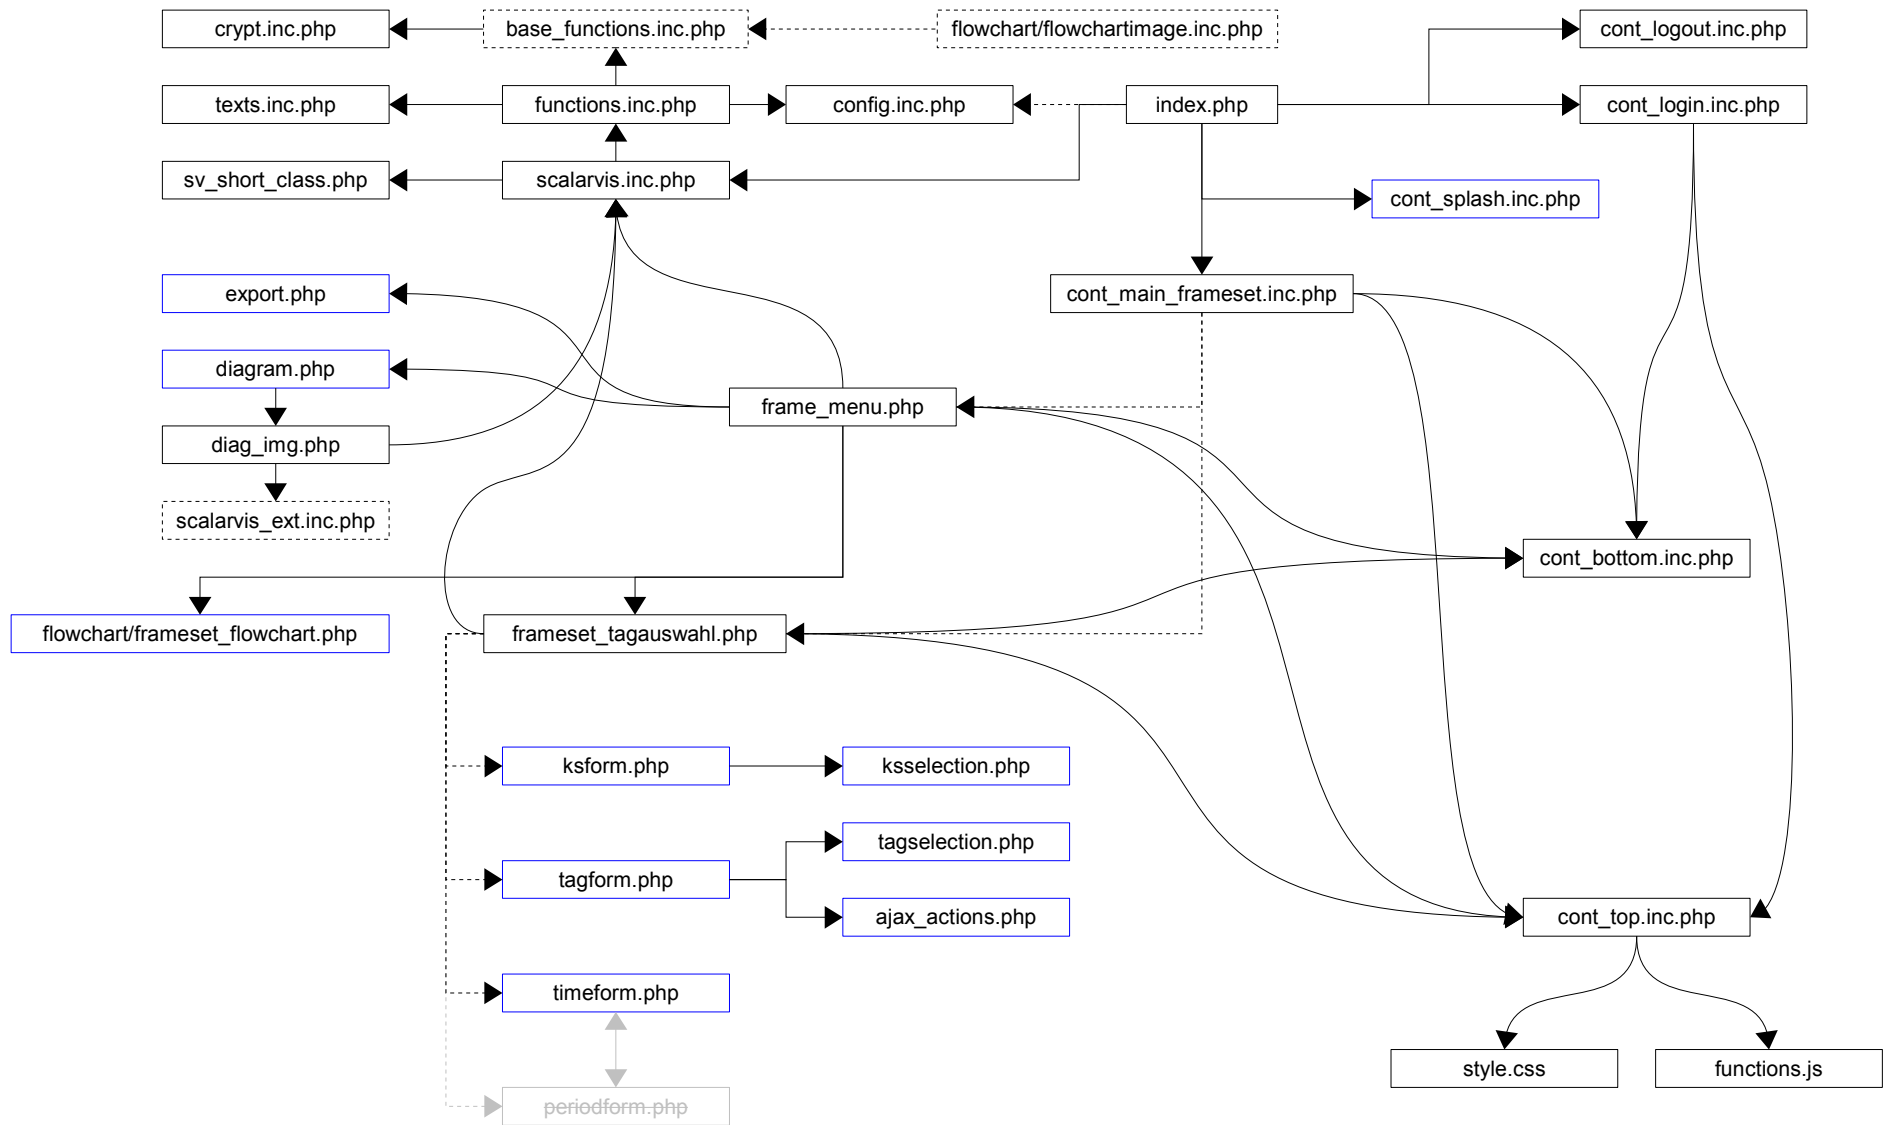 crypt.inc.php
base_functions.inc.php
flowchart/flowchartimage.inc.php
cont_logout.inc.php
texts.inc.php
functions.inc.php
config.inc.php
index.php
cont_login.inc.php
sv_short_class.php
scalarvis.inc.php
cont_splash.inc.php
export.php
cont_main_frameset.inc.php
diagram.php
frame_menu.php
diag_img.php
scalarvis_ext.inc.php
cont_bottom.inc.php
flowchart/frameset_flowchart.php
frameset_tagauswahl.php
ksform.php
ksselection.php
tagselection.php
tagform.php
ajax_actions.php
cont_top.inc.php
timeform.php
style.css
functions.js
periodform.php